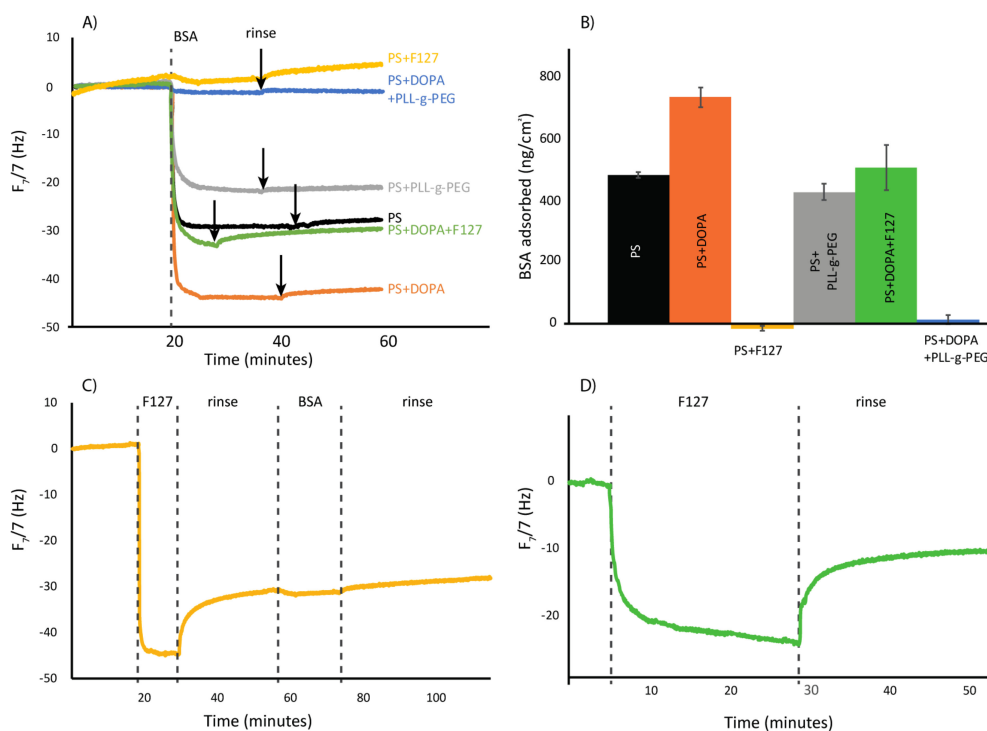 A)
10
0
-10
-20
-30
-40
-50
F7/7 (Hz)
BSA
rinse
PS+F127
PS+DOPA
+PLL-g-PEG
PS+PLL-g-PEG
PS
PS+DOPA+F127
PS+DOPA
20
40
60
Time (minutes)
B)
800
600
400
200
0
BSA adsorbed (ng/cm²)
PS
PS+DOPA
PS+F127
PS+
PLL-g-PEG
PS+DOPA+F127
PS+DOPA
+PLL-g-PEG
C)
10
0
-10
-20
-30
-40
-50
F7/7 (Hz)
F127
rinse
BSA
rinse
20
40
60
80
100
Time (minutes)
D)
10
0
-10
-20
F7/7 (Hz)
F127
rinse
10
20
30
50
Time (minutes)